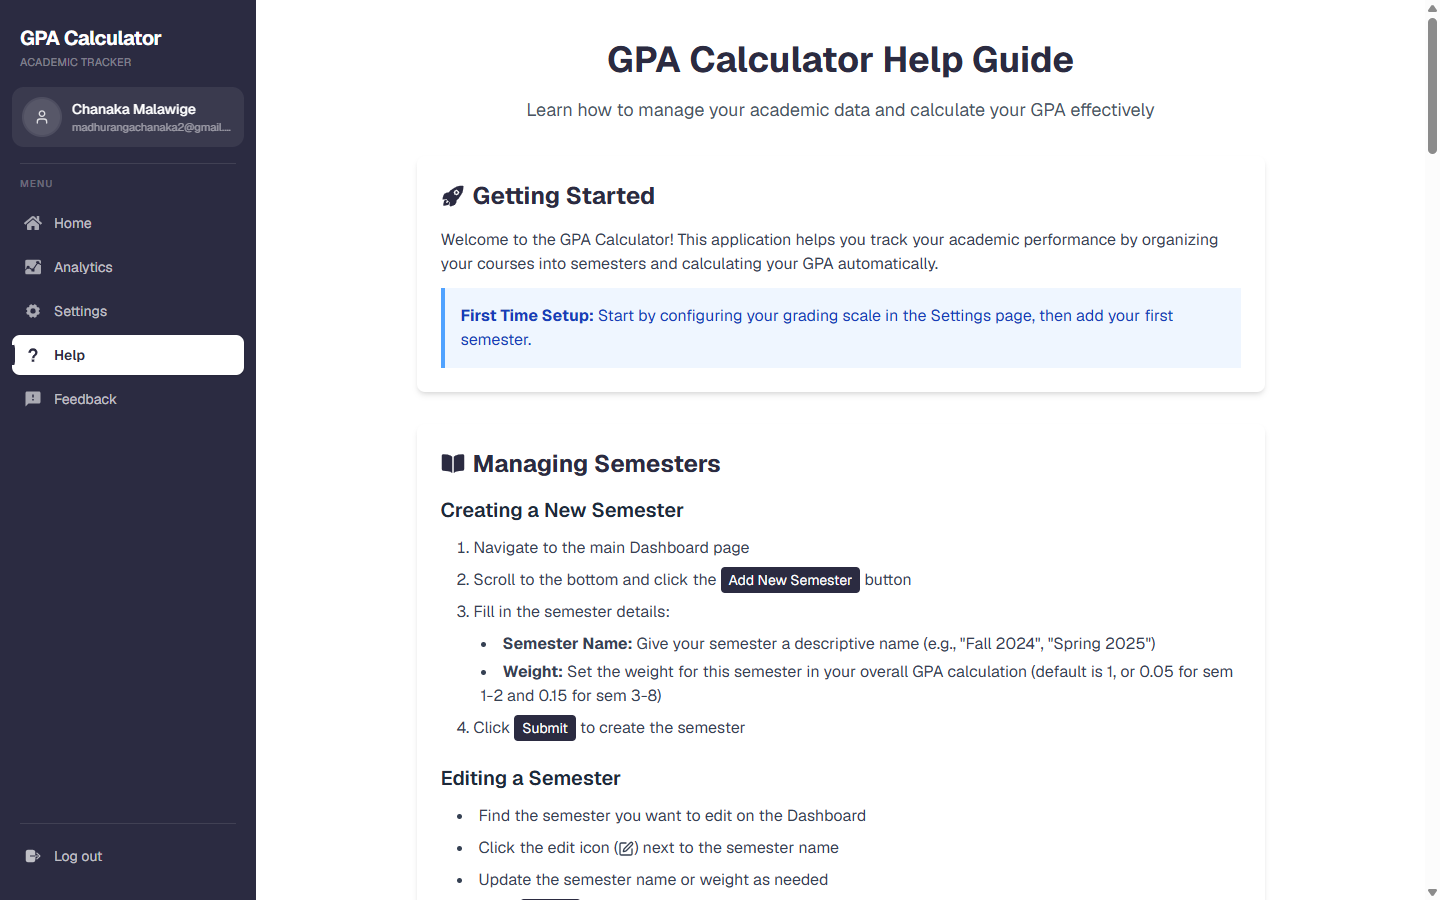 GPA Calculator
ACADEMIC TRACKER
Chanaka Malawige
madhurangachanaka2@gmail....
MENU
Home
Analytics
Settings
? Help
Feedback
Log out
GPA Calculator Help Guide
Learn how to manage your academic data and calculate your GPA effectively
Getting Started
Welcome to the GPA Calculator! This application helps you track your academic performance by organizing
your courses into semesters and calculating your GPA automatically.
First Time Setup: Start by configuring your grading scale in the Settings page, then add your first
semester.
Managing Semesters
Creating a New Semester
1. Navigate to the main Dashboard page
2. Scroll to the bottom and click the Add New Semester button
3. Fill in the semester details:
• Semester Name: Give your semester a descriptive name (e.g., "Fall 2024", "Spring 2025")
• Weight: Set the weight for this semester in your overall GPA calculation (default is 1, or 0.05 for sem
1-2 and 0.15 for sem 3-8)
4. Click Submit to create the semester
Editing a Semester
• Find the semester you want to edit on the Dashboard
• Click the edit icon () next to the semester name
• Update the semester name or weight as needed